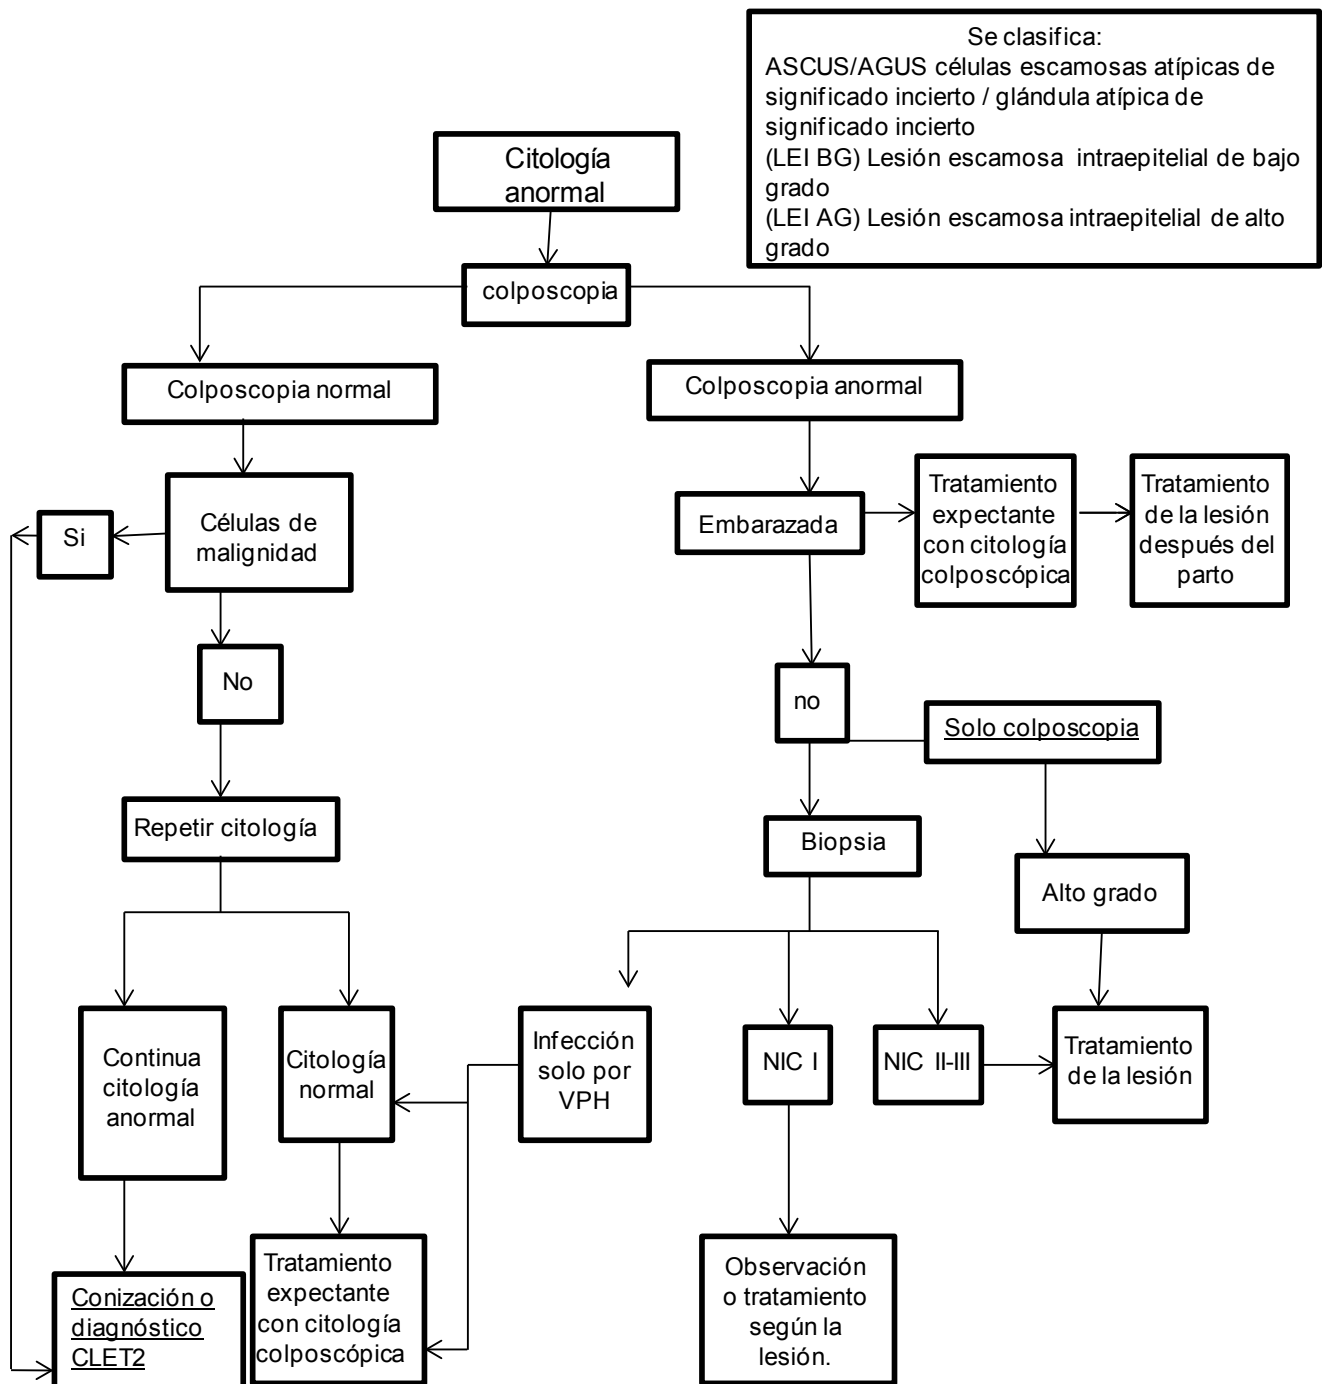 Se clasifica:
ASCUS/AGUS células escamosas atípicas de
significado incierto / glándula atípica de
significado incierto
(LEI BG) Lesión escamosa intraepitelial de bajo
grado
(LEI AG) Lesión escamosa intraepitelial de alto
grado
Citología
anormal
colposcopia
Colposcopia normal
Colposcopia anormal
Células de
malignidad
Si
Embarazada
Tratamiento
expectante
con citología
colposcópica
Tratamiento
de la lesión
después del
parto
No
no
Solo colposcopia
Repetir citología
Biopsia
Alto grado
Continua
citología
anormal
Citología
normal
Infección
solo por
VPH
NIC I
NIC II-III
Tratamiento
de la lesión
Conización o
diagnóstico
CLET2
Tratamiento
expectante
con citología
colposcópica
Observación
o tratamiento
según la
lesión.